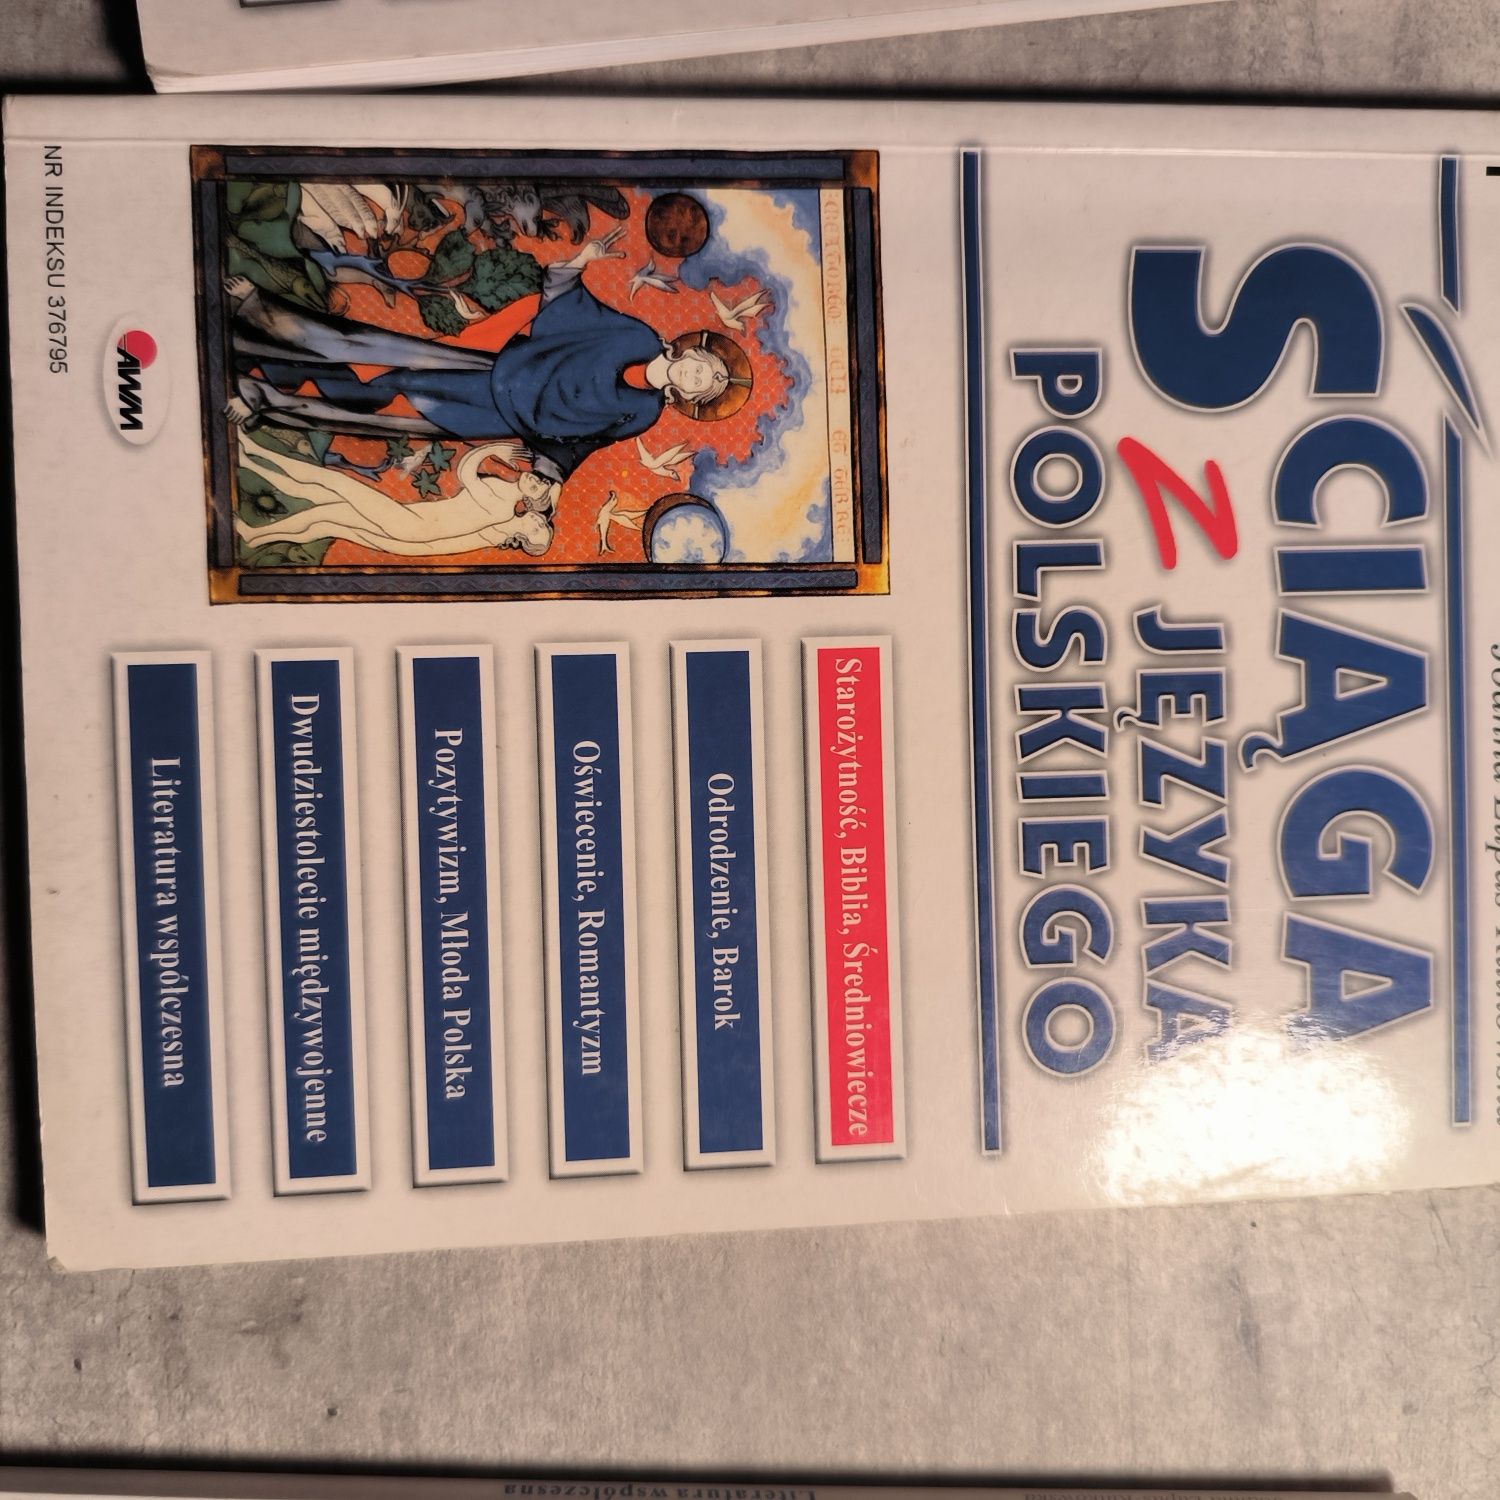 ŚCIĄGA
Z JĘZYKA
POLSKIEGO
Starożytność, Biblia, Średniowiecze
Odrodzenie, Barok
Oświecenie, Romantyzm
Pozytywizm, Młoda Polska
Dwudziestolecie międzywojenne
Literatura współczesna
AWM
NR INDEKSU 376795
Literatura współczesna